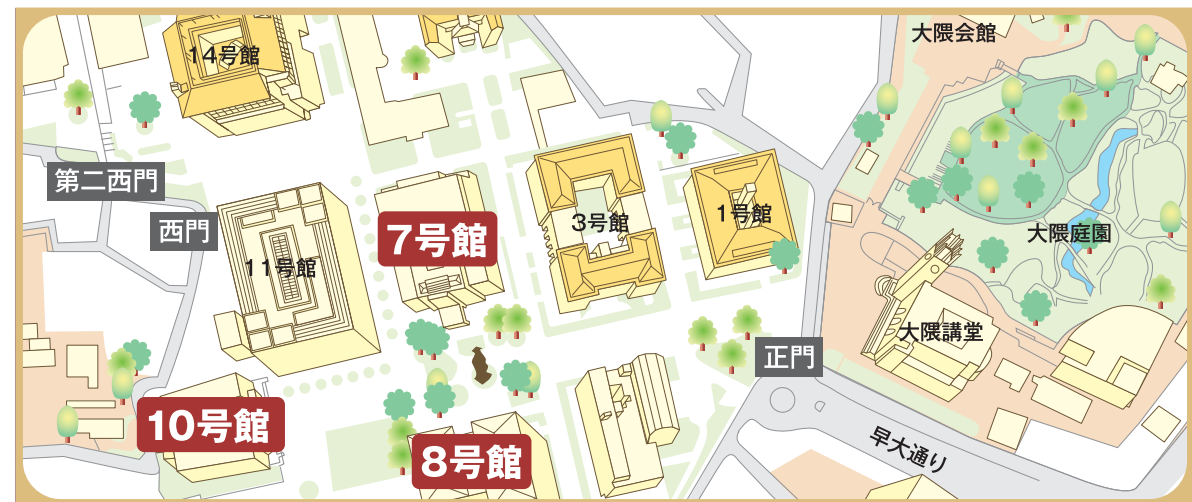 大隈会館
14号館
第二西門
西門
7号館
3号館
1号館
大隈庭園
11号館
大隈講堂
正門
10号館
8号館
早大通り